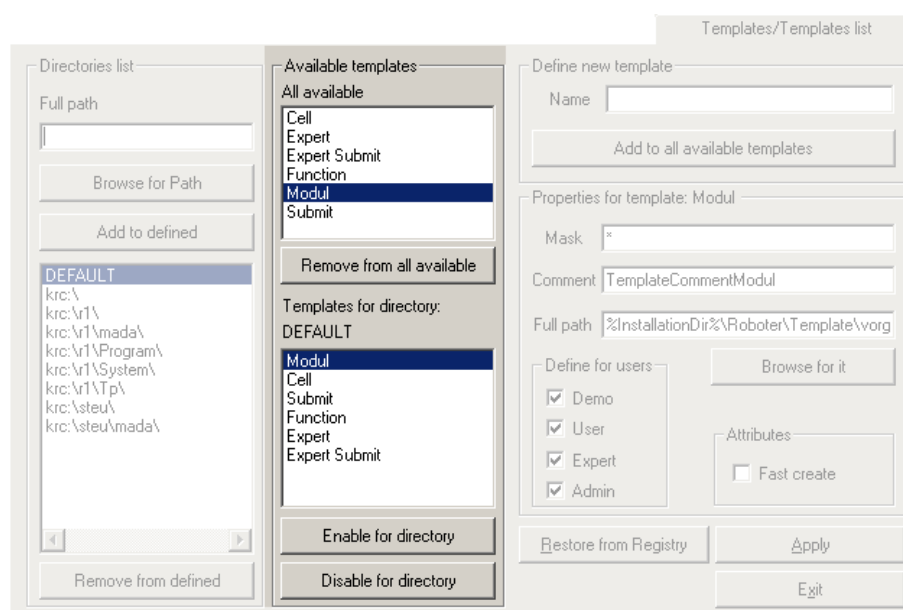 Templates/Templates list
Directories list
Full path
Browse for Path
Add to defined
DEFAULT
krc:\
krc:\r1\
krc:\r1\mada\
krc:\r1\Program\
krc:\r1\System\
krc:\r1\Tp\
krc:\steu\
krc:\steu\mada\
Remove from defined
Available templates
All available
Cell
Expert
Expert Submit
Function
Modul
Submit
Remove from all available
Templates for directory:
DEFAULT
Modul
Cell
Submit
Function
Expert
Expert Submit
Enable for directory
Disable for directory
Define new template
Name
Add to all available templates
Properties for template: Modul
Mask *
Comment TemplateCommentModul
Full path %InstallationDir%\Roboter\Template\vorg
Define for users
Demo
User
Expert
Admin
Browse for it
Attributes
Fast create
Restore from Registry
Apply
Exit